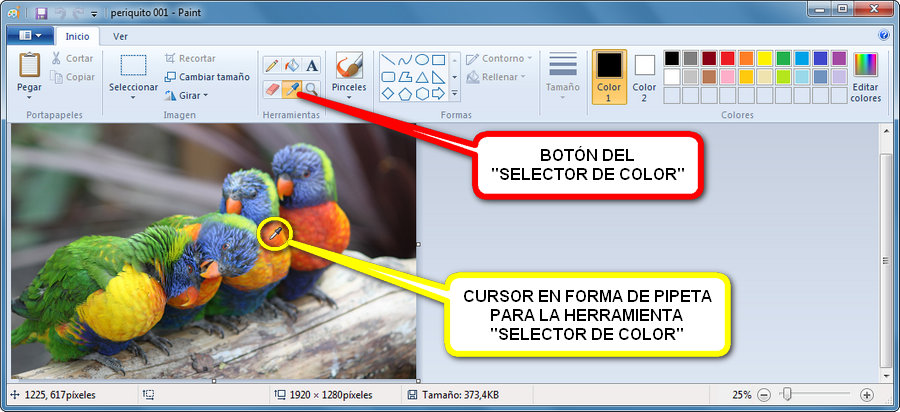 periquito 001 - Paint
Inicio Ver
Pegar
Cortar
Copiar
Portapapeles
Seleccionar
Recortar
Cambiar tamaño
Girar
Imagen
A
Herramientas
Pinceles
Contorno
Rellenar
Formas
Tamaño
Color
1
Color
2
Editar
colores
Colores
BOTÓN DEL
"SELECTOR DE COLOR"
CURSOR EN FORMA DE PIPETA
PARA LA HERRAMIENTA
"SELECTOR DE COLOR"
1225, 617píxeles 1920 × 1280píxeles Tamaño: 373,4KB 25%